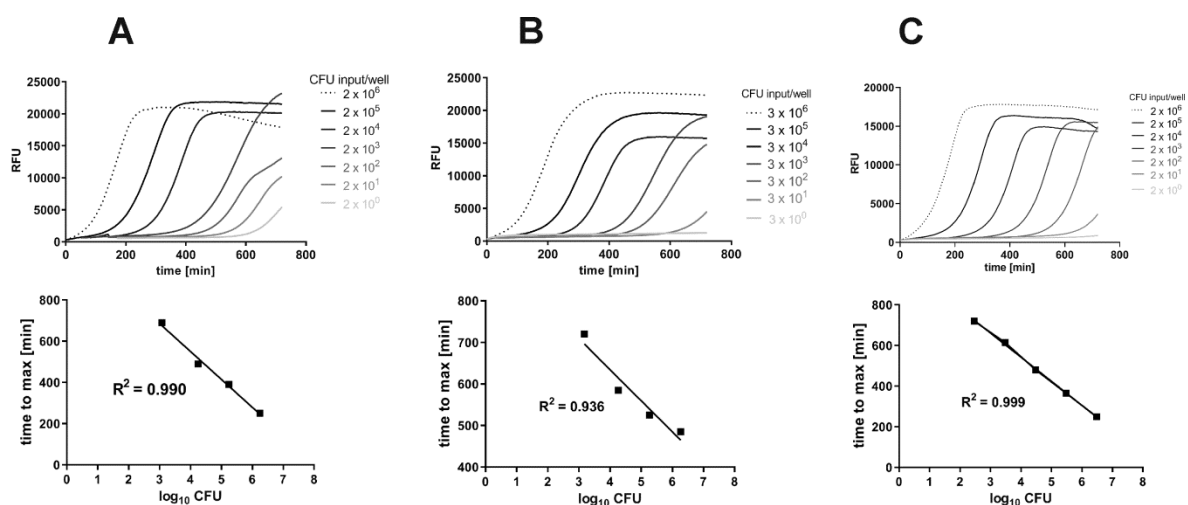 A
B
C
CFU input/well
2 x 10⁶
2 x 10⁵
2 x 10⁴
2 x 10³
2 x 10²
2 x 10¹
2 x 10⁰
25000
20000
15000
10000
5000
0
RFU
0 200 400 600 800
time [min]
CFU input/well
3 x 10⁶
3 x 10⁵
3 x 10⁴
3 x 10³
3 x 10²
3 x 10¹
3 x 10⁰
25000
20000
15000
10000
5000
0
RFU
0 200 400 600 800
time [min]
CFU input/well
2 x 10⁶
2 x 10⁵
2 x 10⁴
2 x 10³
2 x 10²
2 x 10¹
2 x 10⁰
20000
15000
10000
5000
0
RFU
0 200 400 600 800
time [min]
800
600
400
200
0
time to max [min]
R² = 0.990
0 1 2 3 4 5 6 7 8
log₁₀ CFU
800
700
600
500
400
time to max [min]
R² = 0.936
0 1 2 3 4 5 6 7 8
log₁₀ CFU
800
600
400
200
0
time to max [min]
R² = 0.999
0 1 2 3 4 5 6 7 8
log₁₀ CFU